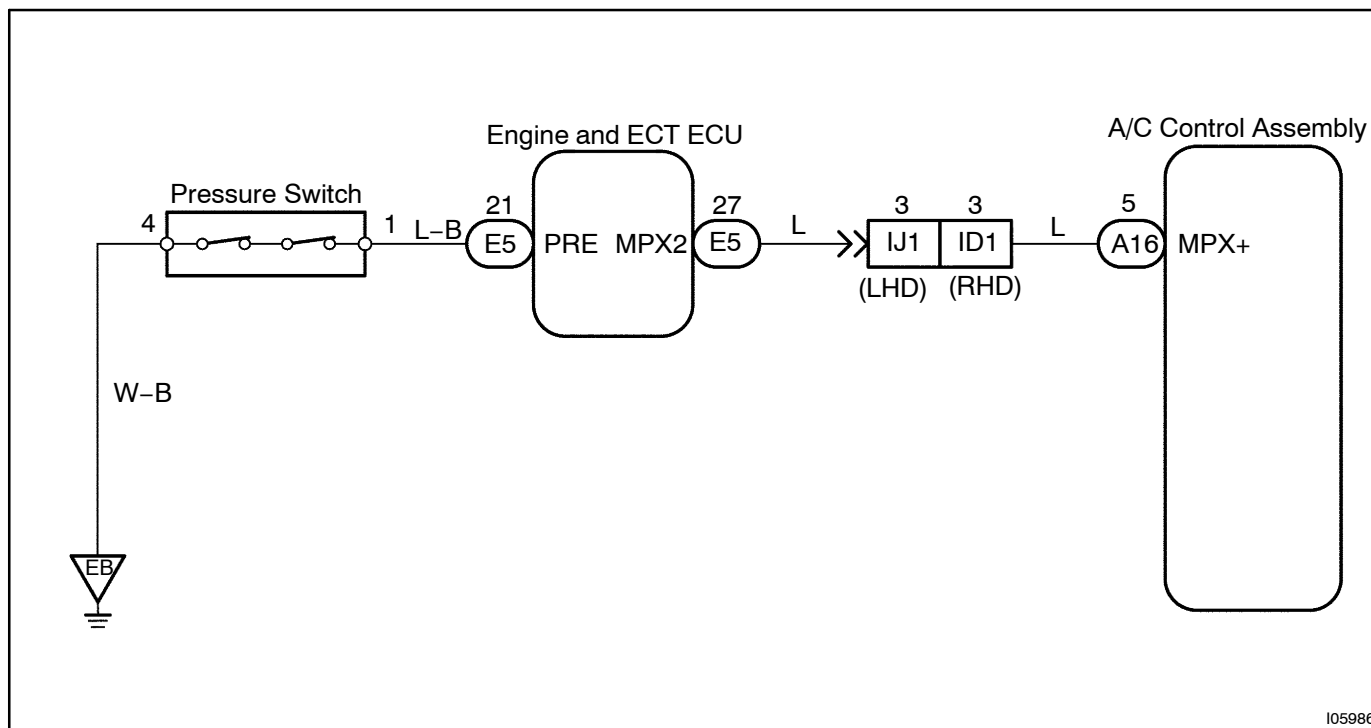 Engine and ECT ECU
A/C Control Assembly
Pressure Switch
4
1
L-B
21
E5
PRE
MPX2
27
E5
L
3
3
IJ1
ID1
(LHD)
(RHD)
L
5
A16
MPX+
W-B
EB
I05986